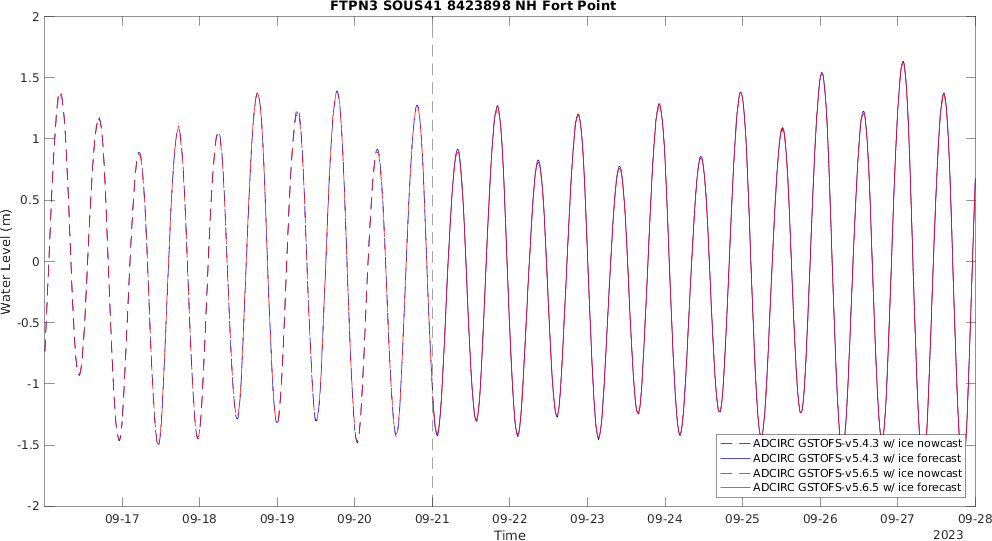 FTPN3 SOUS41 8423898 NH Fort Point
2
1.5
1
0.5
0
-0.5
-1
-1.5
-2
Water Level (m)
ADCIRC GSTOFS-v5.4.3 w/ ice nowcast
ADCIRC GSTOFS-v5.4.3 w/ ice forecast
ADCIRC GSTOFS-v5.6.5 w/ ice nowcast
ADCIRC GSTOFS-v5.6.5 w/ ice forecast
09-17 09-18 09-19 09-20 09-21 09-22 09-23 09-24 09-25 09-26 09-27 09-28
Time
2023